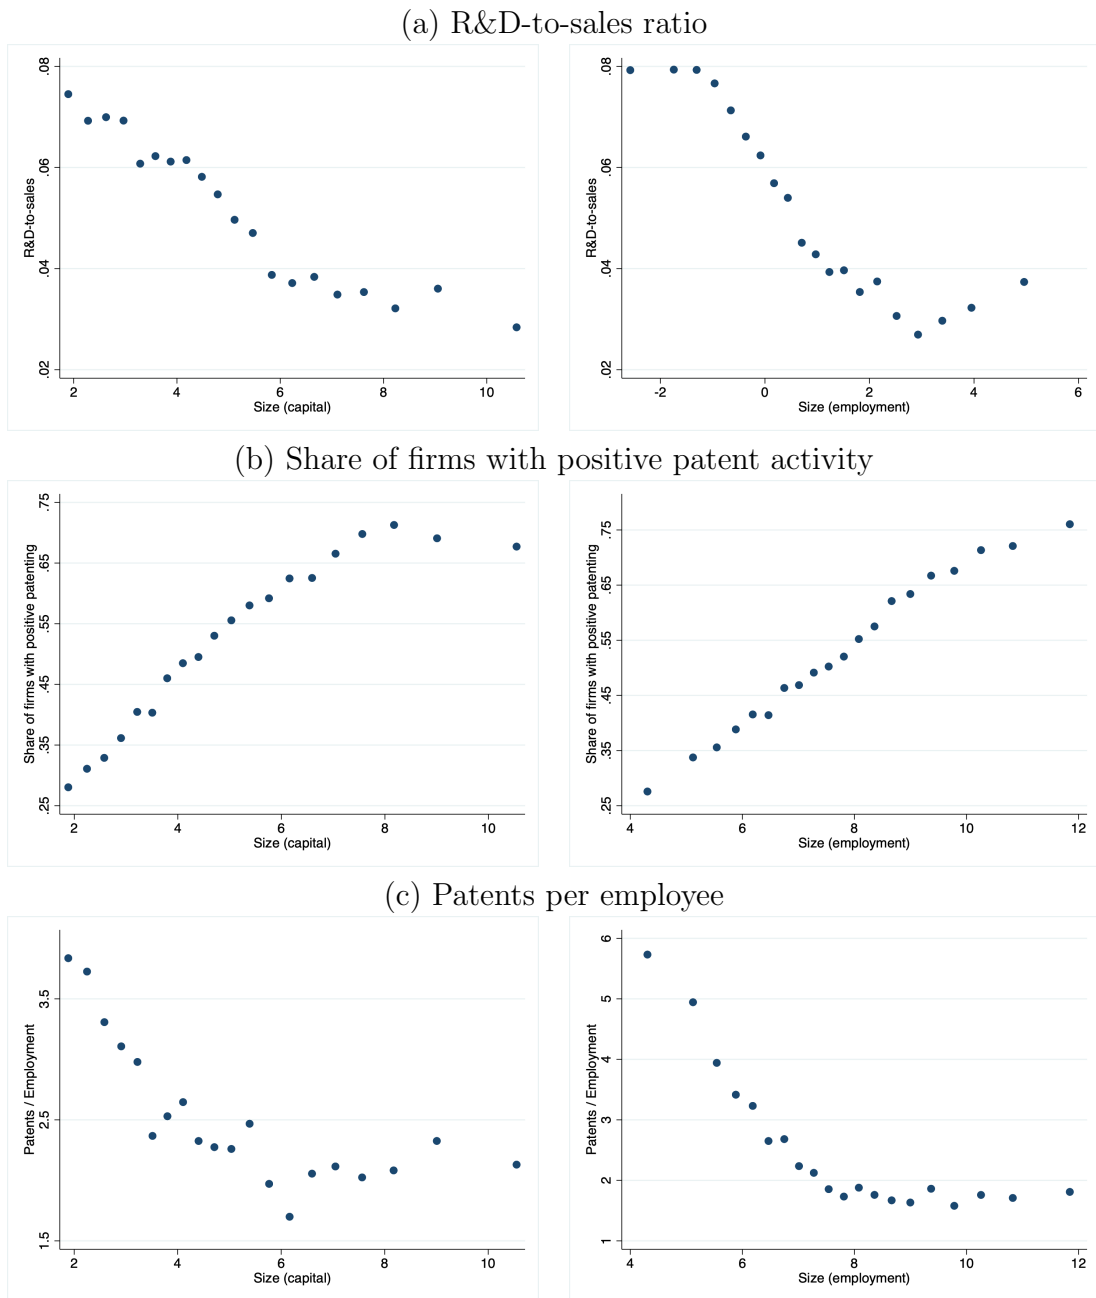 (a) R&D-to-sales ratio
R&D-to-sales
.08
.06
.04
.02
2 4 6 8 10
Size (capital)
R&D-to-sales
.08
.06
.04
.02
-2 0 2 4 6
Size (employment)
(b) Share of firms with positive patent activity
Share of firms with positive patenting
.75
.65
.55
.45
.35
.25
2 4 6 8 10
Size (capital)
Share of firms with positive patenting
.75
.65
.55
.45
.35
.25
4 6 8 10 12
Size (employment)
(c) Patents per employee
Patents / Employment
3.5
2.5
1.5
2 4 6 8 10
Size (capital)
Patents / Employment
6
5
4
3
2
1
4 6 8 10 12
Size (employment)